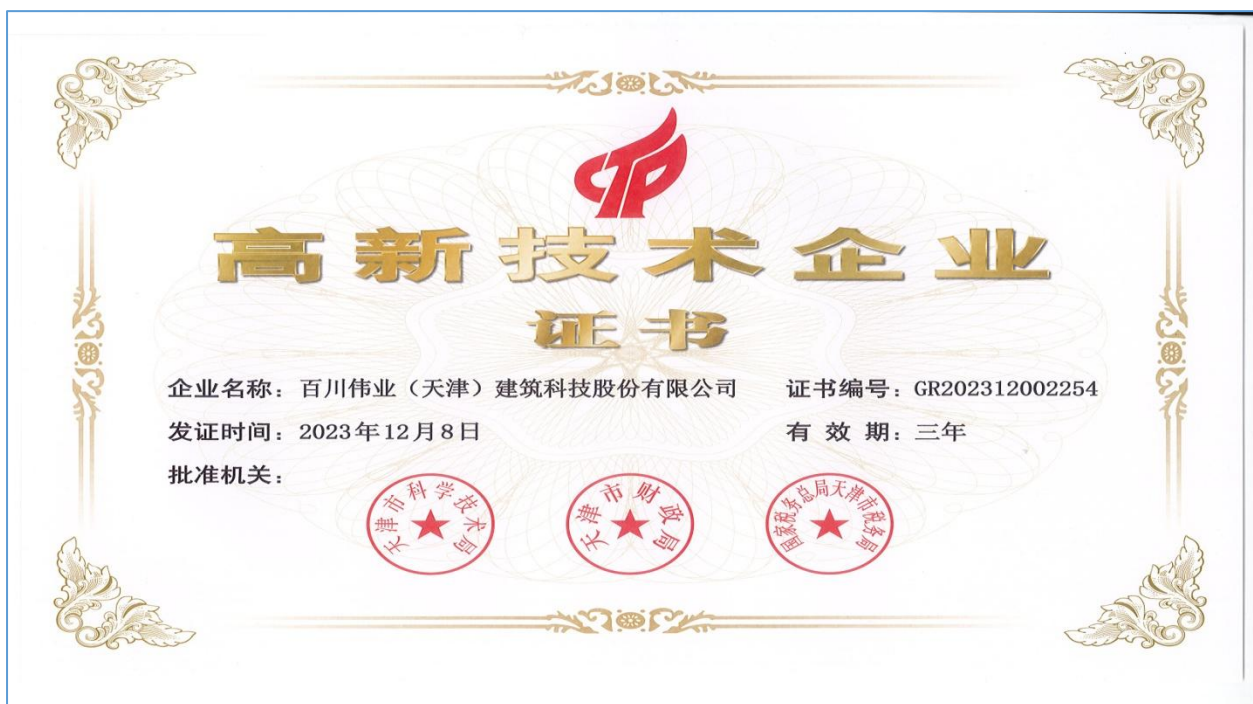 高新技术企业
证书
企业名称：百川伟业（天津）建筑科技股份有限公司
证书编号：GR202312002254
发证时间：2023年12月8日
有效期：三年
批准机关：
天津市科学技术局
天津市财政局
国家税务总局天津市税务局